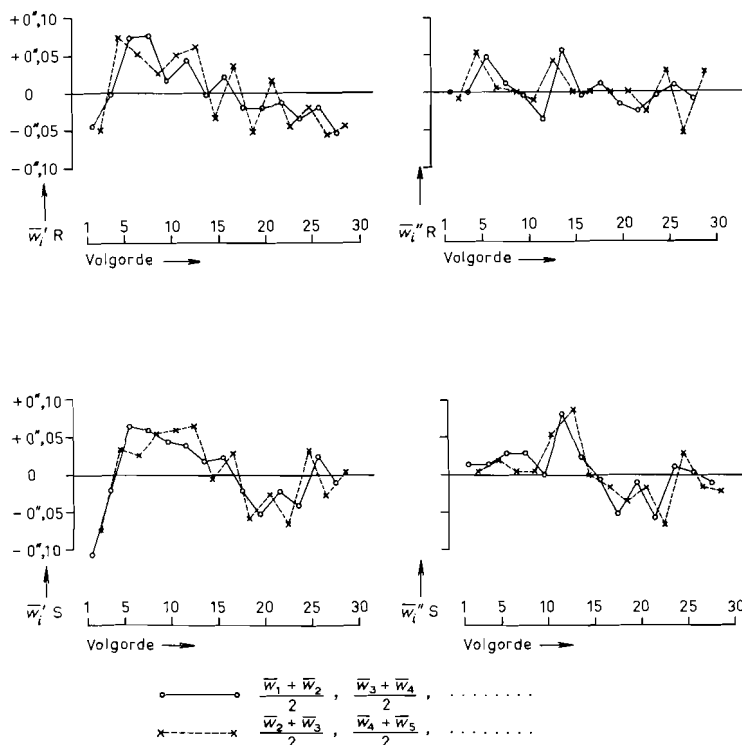 +0",10
+0",05
0
−0",05
−0",10
w̅ᵢ′ R
1 5 10 15 20 25 30
Volgorde →
w̅ᵢ″ R
1 5 10 15 20 25 30
Volgorde →
+0",10
+0",05
0
−0",05
−0",10
w̅ᵢ′ S
1 5 10 15 20 25 30
Volgorde →
w̅ᵢ″ S
1 5 10 15 20 25 30
Volgorde →
(w̅₁ + w̅₂)/2 , (w̅₃ + w̅₄)/2 , ········
(w̅₂ + w̅₃)/2 , (w̅₄ + w̅₅)/2 , ········